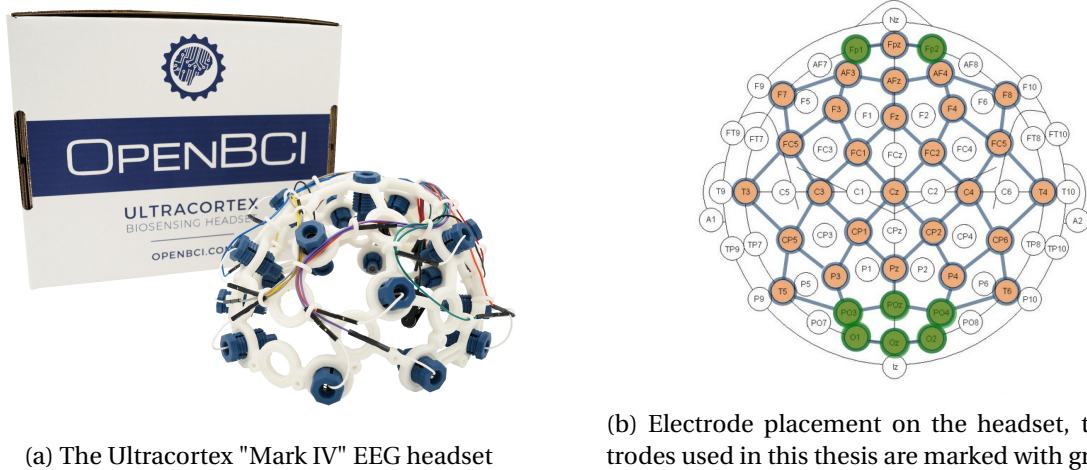 OPENBCI
ULTRACORTEX
BIOSENSING HEADSET
OPENBCI.COM
Nz
Fp1 Fpz Fp2
AF7 AF3 AFz AF4 AF8
F9 F7 F5 F3 F1 Fz F2 F4 F6 F8 F10
FT9 FT7 FC5 FC3 FC1 FCz FC2 FC4 FC5 FT8 FT10
T9 T3 C5 C3 C1 Cz C2 C4 C6 T4 T10
A1 A2
TP9 TP7 CP5 CP3 CP1 CPz CP2 CP4 CP6 TP8 TP10
P9 T5 P5 P3 P1 Pz P2 P4 P6 T6 P10
PO7 PO3 POz PO4 PO8
O1 Oz O2
Iz
(a) The Ultracortex "Mark IV" EEG headset
(b) Electrode placement on the headset, t
trodes used in this thesis are marked with gr